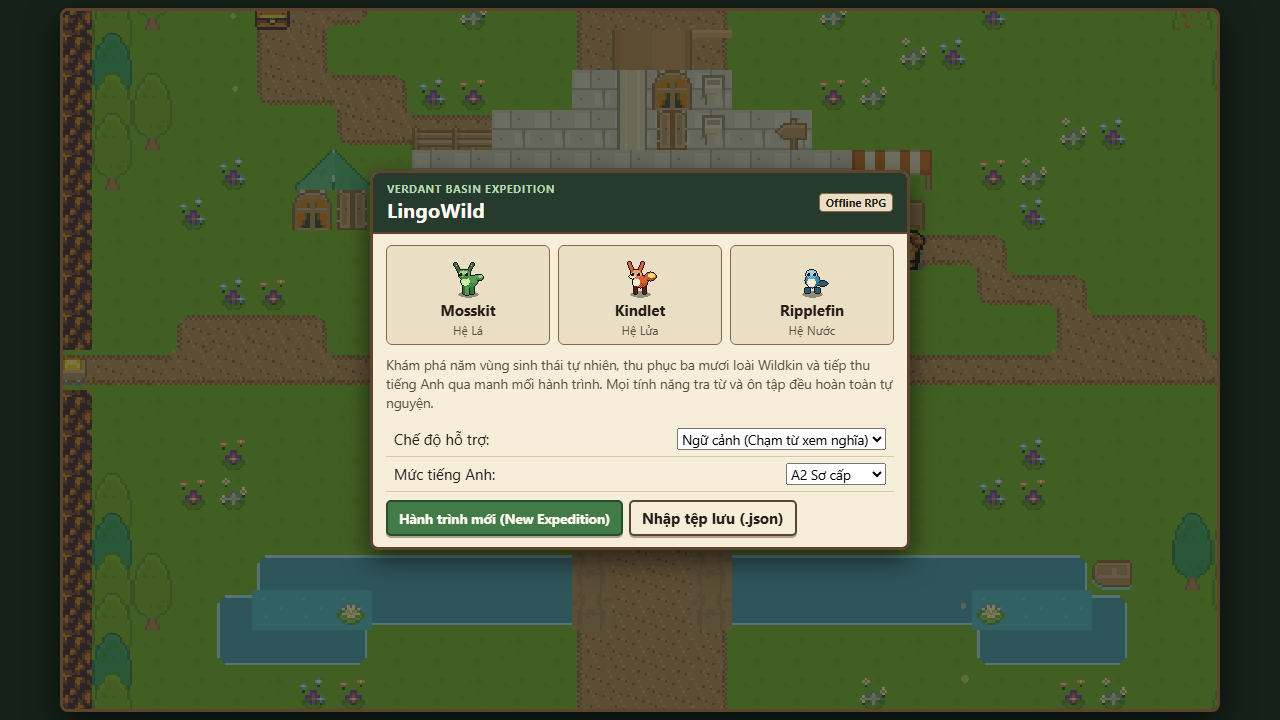 VERDANT BASIN EXPEDITION
LingoWild
Offline RPG
Mosskit
Hệ Lá
Kindlet
Hệ Lửa
Ripplefin
Hệ Nước
Khám phá năm vùng sinh thái tự nhiên, thu phục ba mươi loài Wildkin và tiếp thu
tiếng Anh qua manh mối hành trình. Mọi tính năng tra từ và ôn tập đều hoàn toàn tự
nguyện.
Chế độ hỗ trợ:
Ngữ cảnh (Chạm từ xem nghĩa)
Mức tiếng Anh:
A2 Sơ cấp
Hành trình mới (New Expedition)
Nhập tệp lưu (.json)